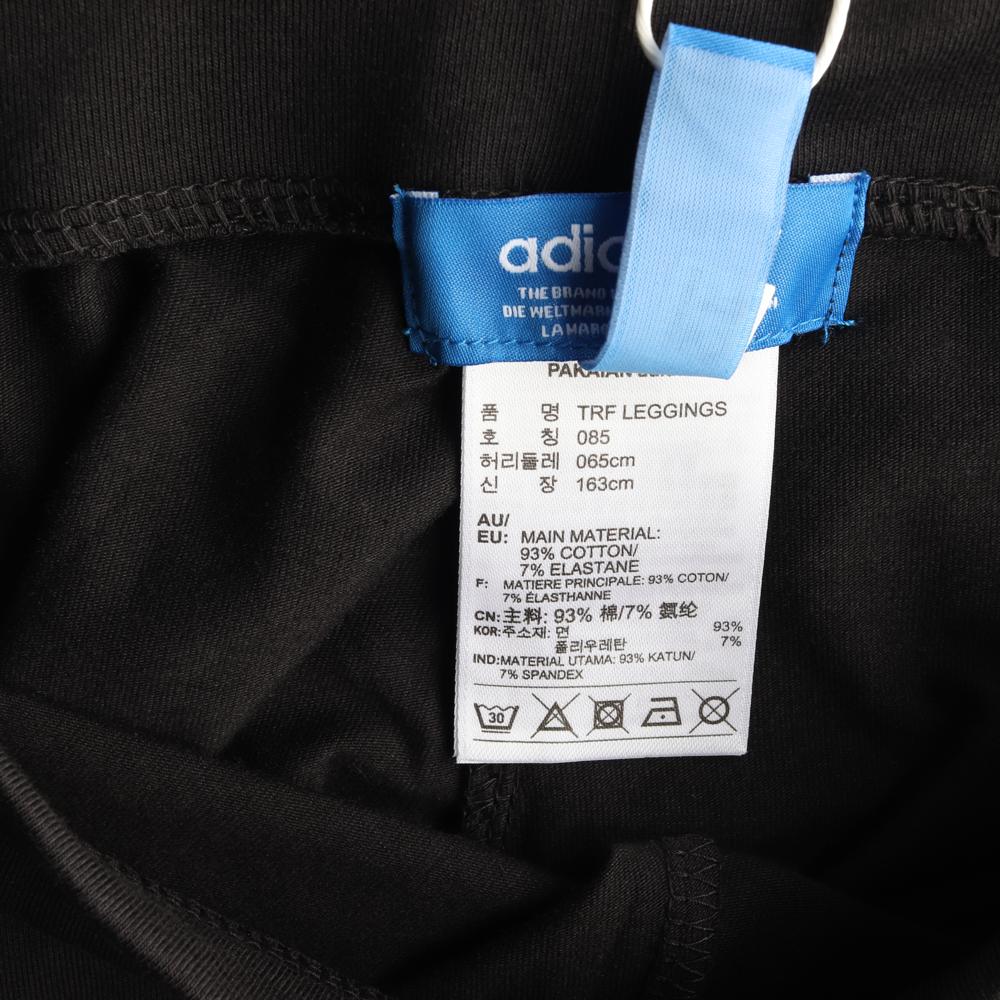 adi
THE BRAND
DIE WELTMAR
LA MARQ
PAKAIAN
품 명 TRF LEGGINGS
호 칭 085
허리둘레 065cm
신 장 163cm
AU/
EU: MAIN MATERIAL:
93% COTTON/
7% ELASTANE
F: MATIERE PRINCIPALE: 93% COTON/
7% ÉLASTHANNE
CN: 主料: 93% 棉/7% 氨纶
KOR: 주소재: 면 93%
폴리우레탄 7%
IND: MATERIAL UTAMA: 93% KATUN/
7% SPANDEX
30